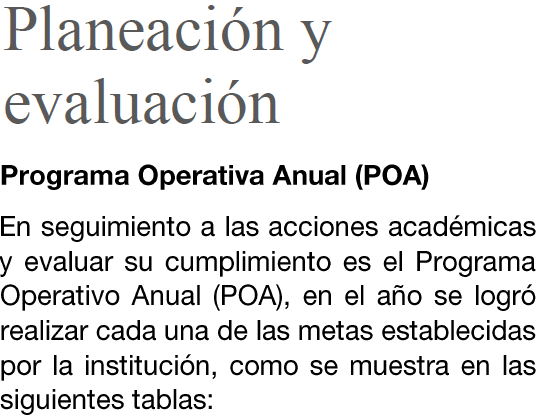 Planeación y
evaluación
Programa Operativa Anual (POA)
En seguimiento a las acciones académicas
y evaluar su cumplimiento es el Programa
Operativo Anual (POA), en el año se logró
realizar cada una de las metas establecidas
por la institución, como se muestra en las
siguientes tablas: